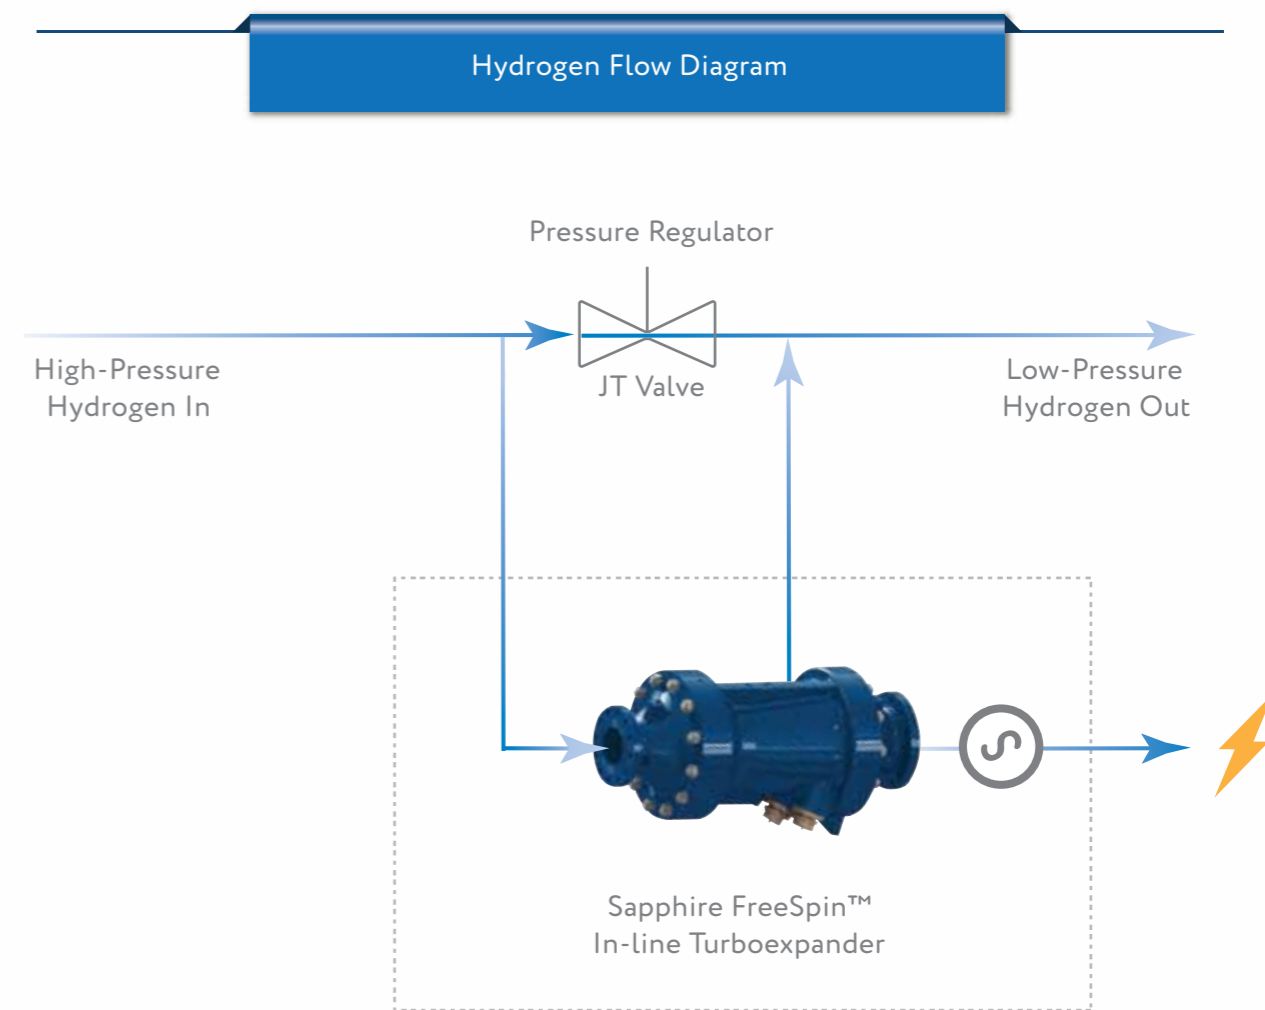 Hydrogen Flow Diagram
Pressure Regulator
JT Valve
High-Pressure
Hydrogen In
Low-Pressure
Hydrogen Out
Sapphire FreeSpin™
In-line Turboexpander